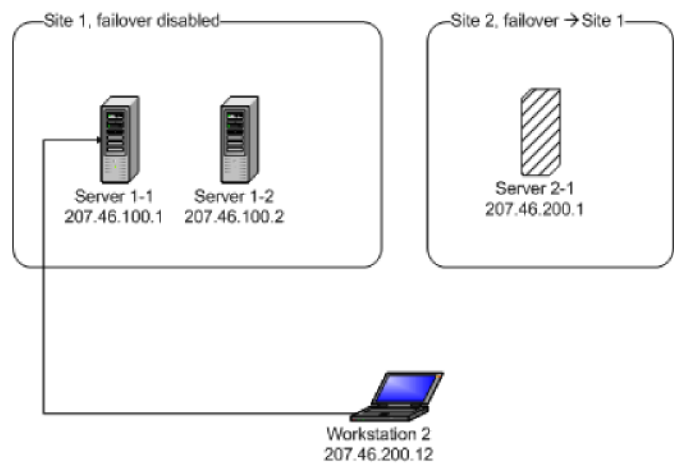 Site 1, failover disabled
Site 2, failover → Site 1
Server 1-1
207.46.100.1
Server 1-2
207.46.100.2
Server 2-1
207.46.200.1
Workstation 2
207.46.200.12